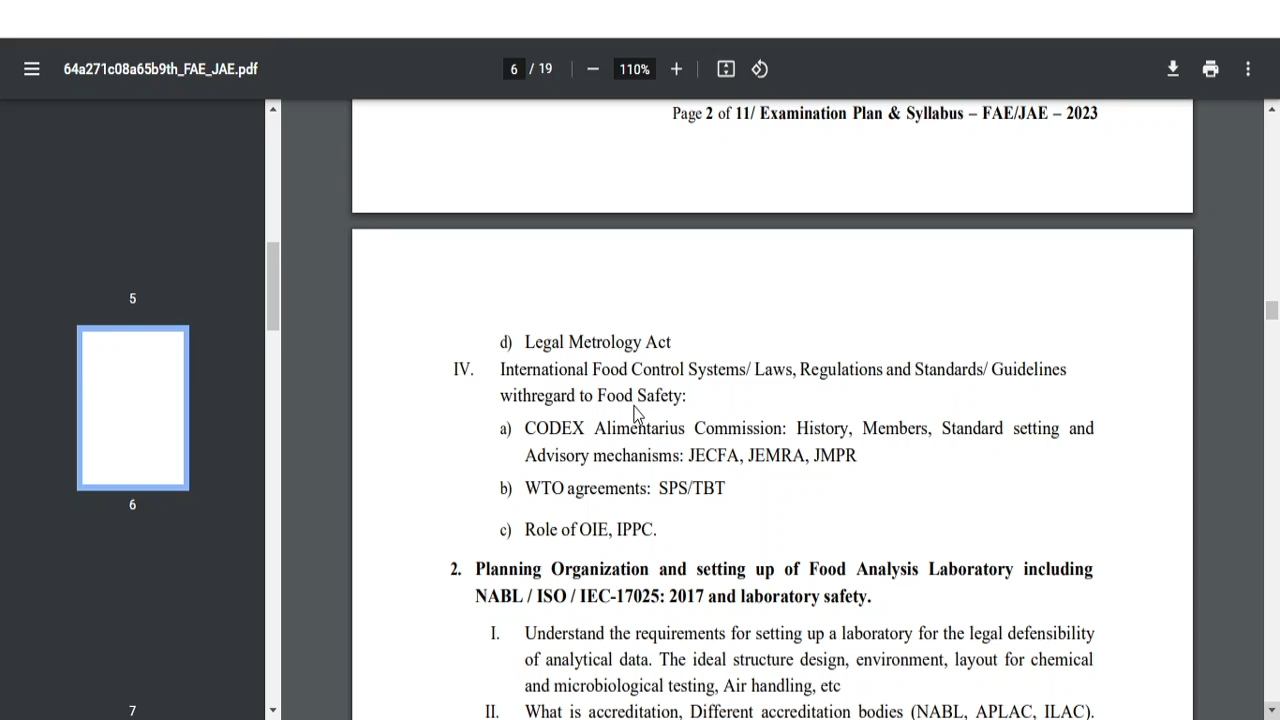 64a271c08a65b9th_FAE_JAE.pdf
6 / 19
110%
Page 2 of 11/ Examination Plan & Syllabus – FAE/JAE – 2023
5
6
7
d) Legal Metrology Act
IV. International Food Control Systems/ Laws, Regulations and Standards/ Guidelines
withregard to Food Safety:
a) CODEX Alimentarius Commission: History, Members, Standard setting and
Advisory mechanisms: JECFA, JEMRA, JMPR
b) WTO agreements: SPS/TBT
c) Role of OIE, IPPC.
2. Planning Organization and setting up of Food Analysis Laboratory including
NABL / ISO / IEC-17025: 2017 and laboratory safety.
I. Understand the requirements for setting up a laboratory for the legal defensibility
of analytical data. The ideal structure design, environment, layout for chemical
and microbiological testing, Air handling, etc
II. What is accreditation, Different accreditation bodies (NABL, APLAC, ILAC).